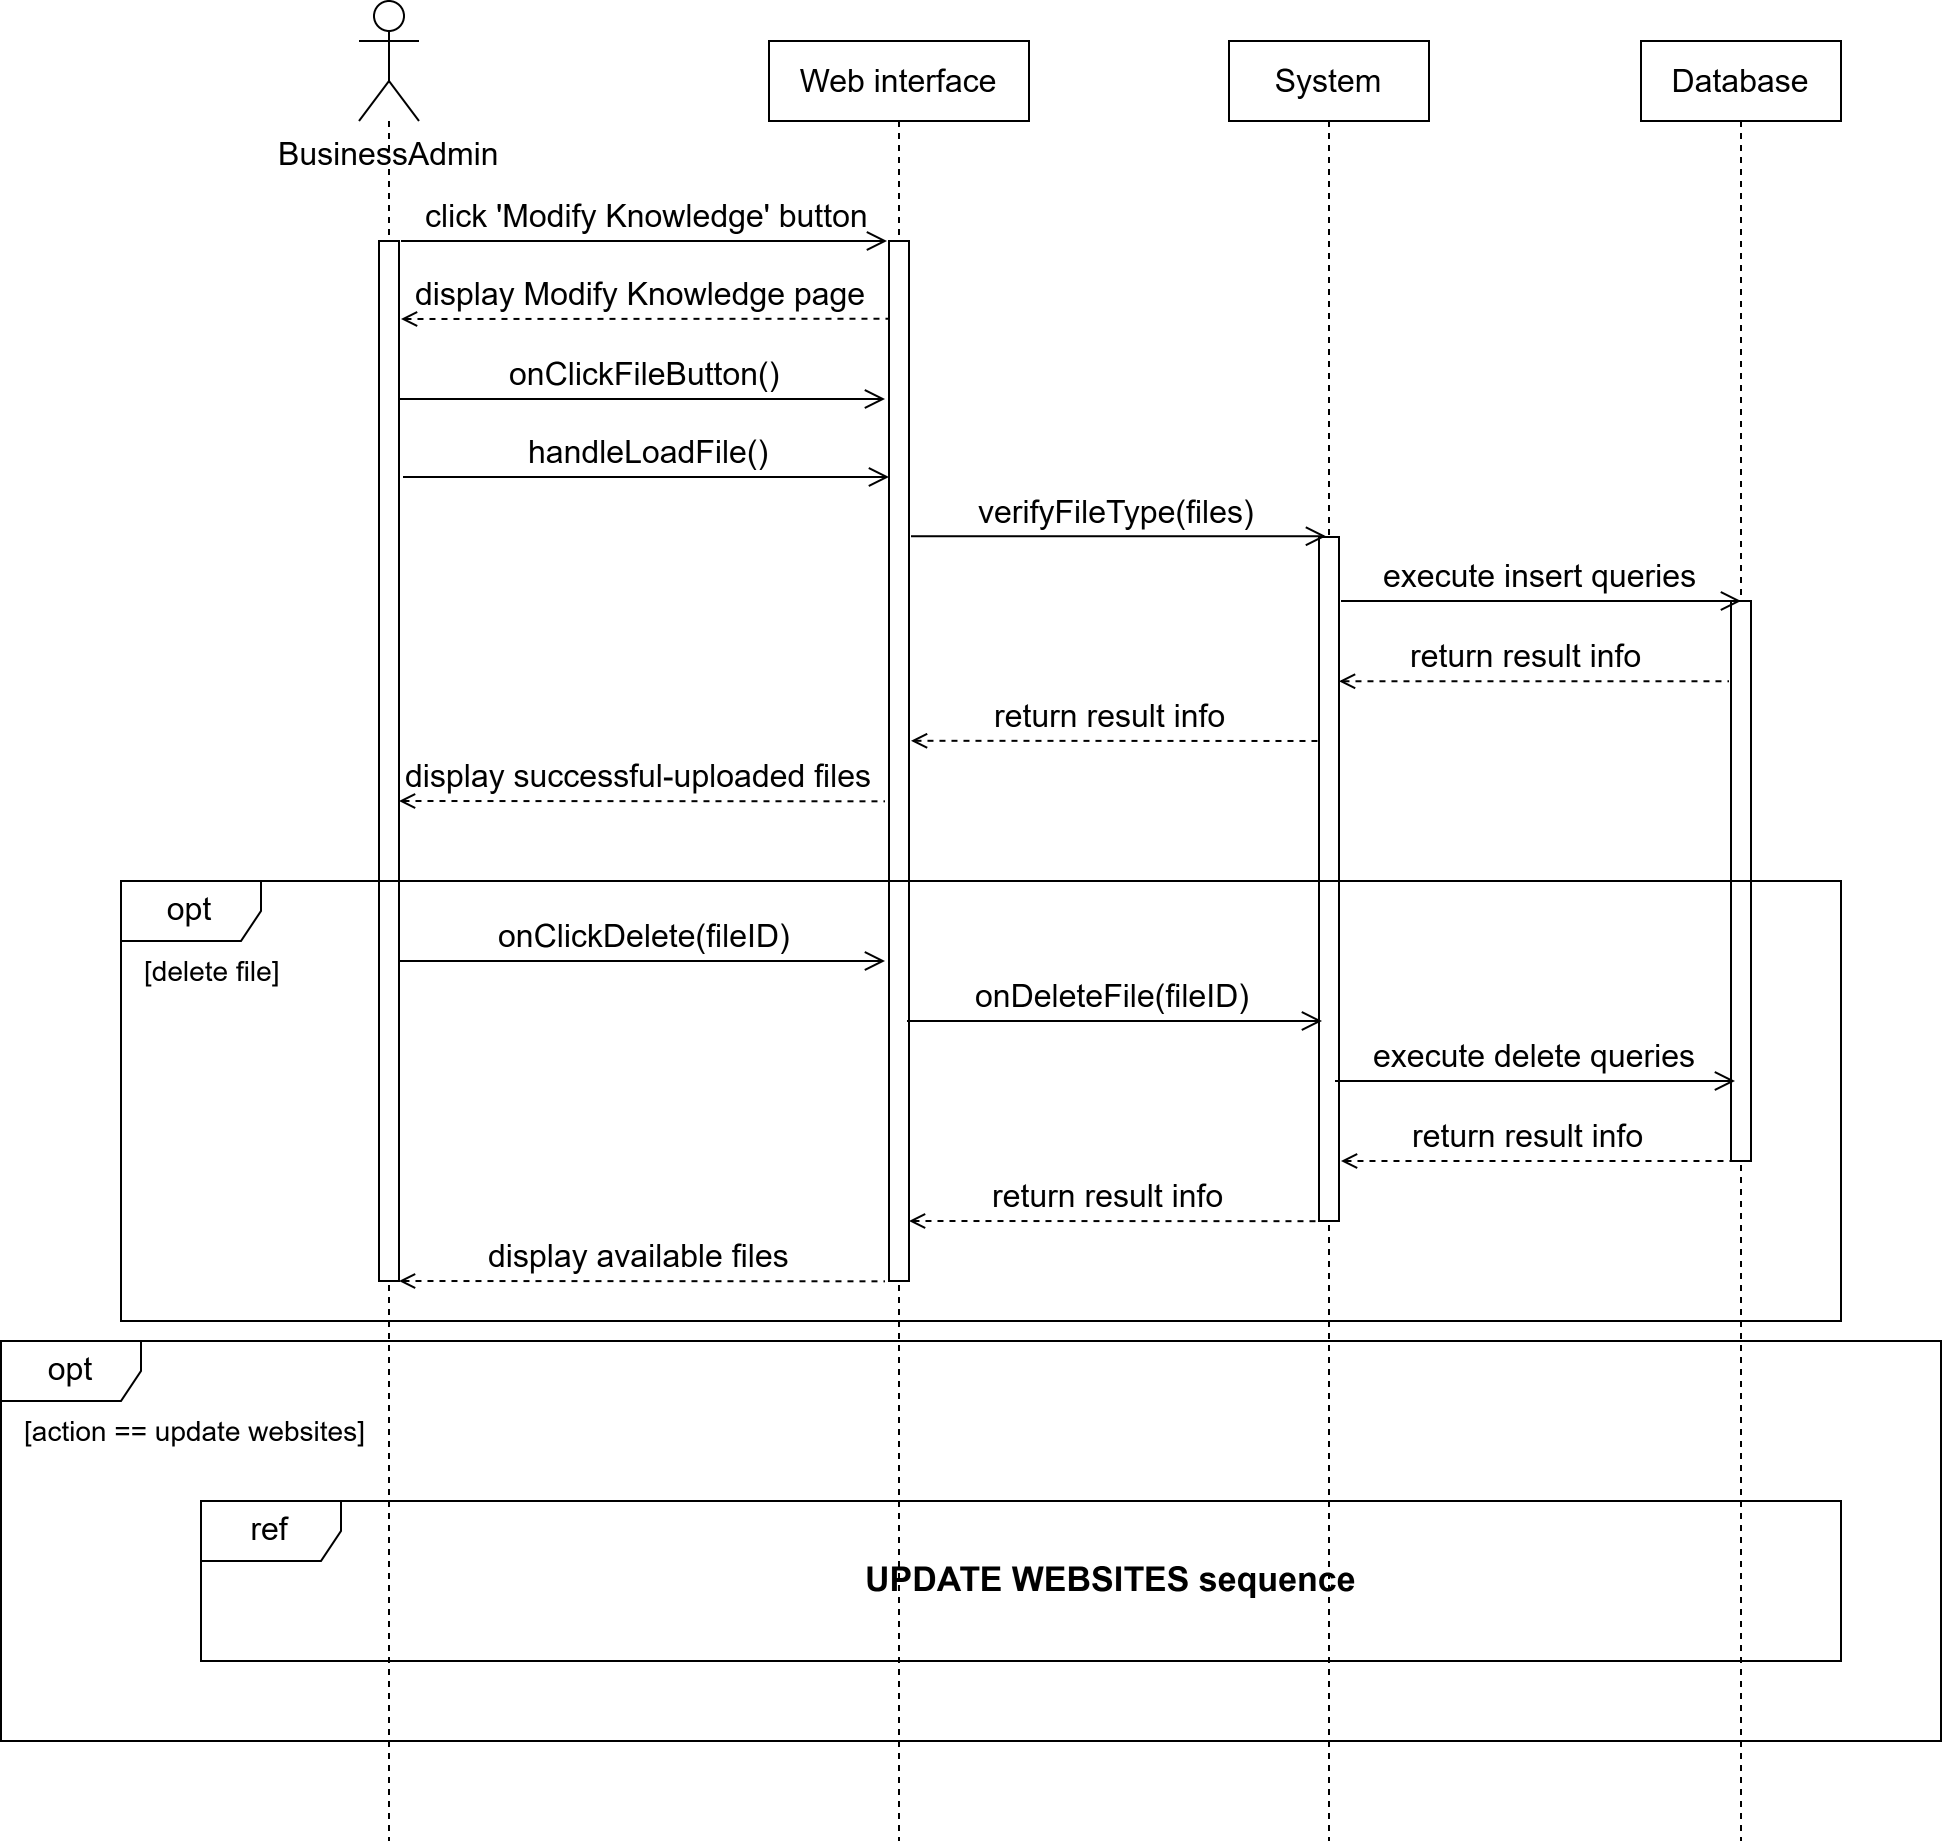 Web interface
System
Database
BusinessAdmin
click 'Modify Knowledge' button
display Modify Knowledge page
onClickFileButton()
handleLoadFile()
verifyFileType(files)
execute insert queries
return result info
return result info
display successful-uploaded files
opt
onClickDelete(fileID)
[delete file]
onDeleteFile(fileID)
execute delete queries
return result info
return result info
display available files
opt
[action == update websites]
ref
UPDATE WEBSITES sequence